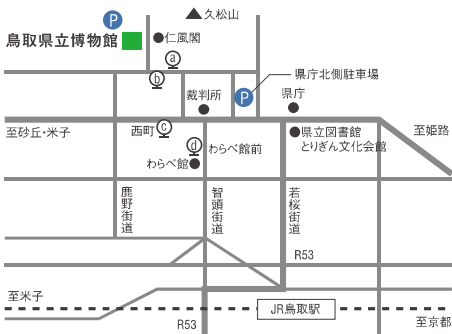 P
久松山
鳥取県立博物館
仁風閣
a
b
県庁北側駐車場
裁判所
P
県庁
至砂丘・米子
西町
c
県立図書館
とりぎん文化会館
至姫路
d
わらべ館前
わらべ館
鹿野街道
智頭街道
若桜街道
R53
至米子
JR鳥取駅
R53
至京都